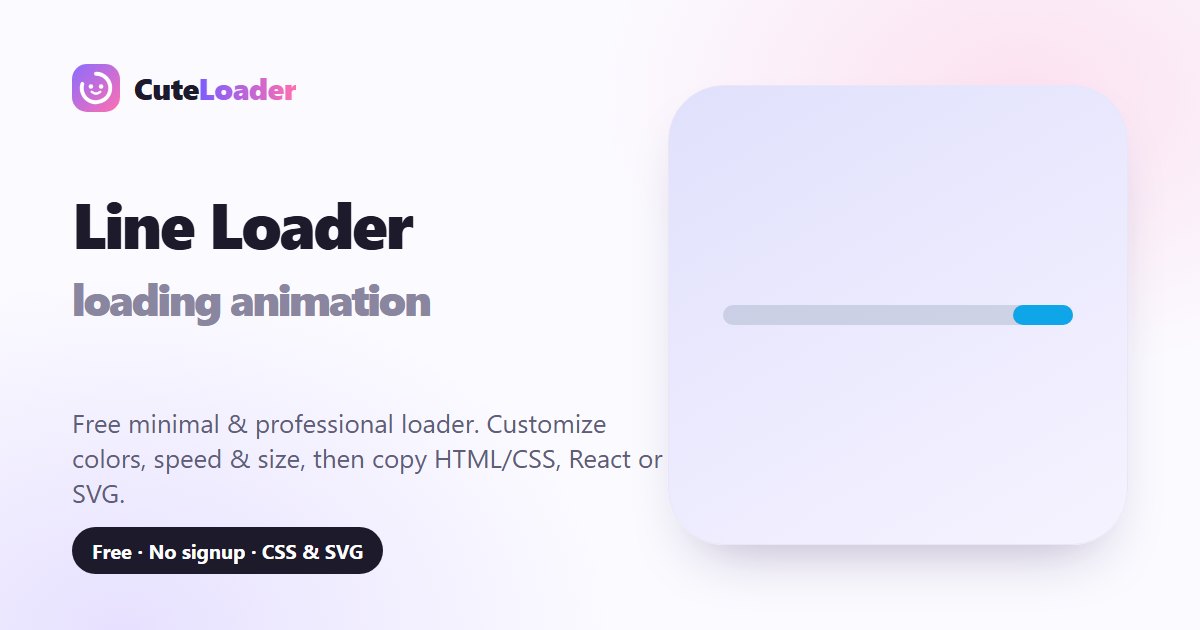 CuteLoader
Line Loader
loading animation
Free minimal & professional loader. Customize
colors, speed & size, then copy HTML/CSS, React or
SVG.
Free · No signup · CSS & SVG